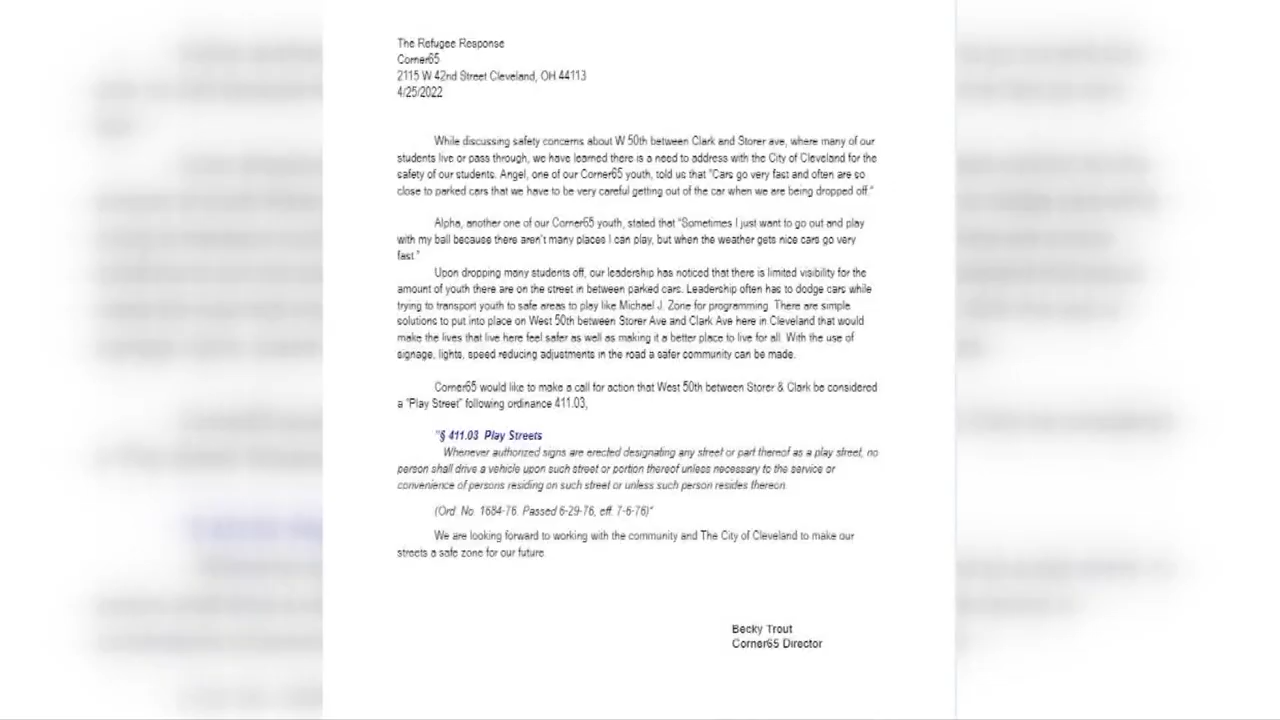 The Refugee Response
Corner65
2115 W 42nd Street Cleveland, OH 44113
4/25/2022
While discussing safety concerns about W 50th between Clark and Storer ave, where many of our
students live or pass through, we have learned there is a need to address with the City of Cleveland for the
safety of our students. Angel, one of our Corner65 youth, told us that "Cars go very fast and often are so
close to parked cars that we have to be very careful getting out of the car when we are being dropped off."
Alpha, another one of our Corner65 youth, stated that "Sometimes I just want to go out and play
with my ball because there aren't many places I can play, but when the weather gets nice cars go very
fast."
Upon dropping many students off, our leadership has noticed that there is limited visibility for the
amount of youth there are on the street in between parked cars. Leadership often has to dodge cars while
trying to transport youth to safe areas to play like Michael J. Zone for programming. There are simple
solutions to put into place on West 50th between Storer Ave and Clark Ave here in Cleveland that would
make the lives that live here feel safer as well as making it a better place to live for all. With the use of
signage, lights, speed reducing adjustments in the road a safer community can be made.
Corner65 would like to make a call for action that West 50th between Storer & Clark be considered
a "Play Street" following ordinance 411.03,
"§ 411.03 Play Streets
Whenever authorized signs are erected designating any street or part thereof as a play street, no
person shall drive a vehicle upon such street or portion thereof unless necessary to the service or
convenience of persons residing on such street or unless such person resides thereon.
(Ord. No. 1684-76. Passed 6-29-76, eff. 7-6-76)"
We are looking forward to working with the community and The City of Cleveland to make our
streets a safe zone for our future.
Becky Trout
Corner65 Director